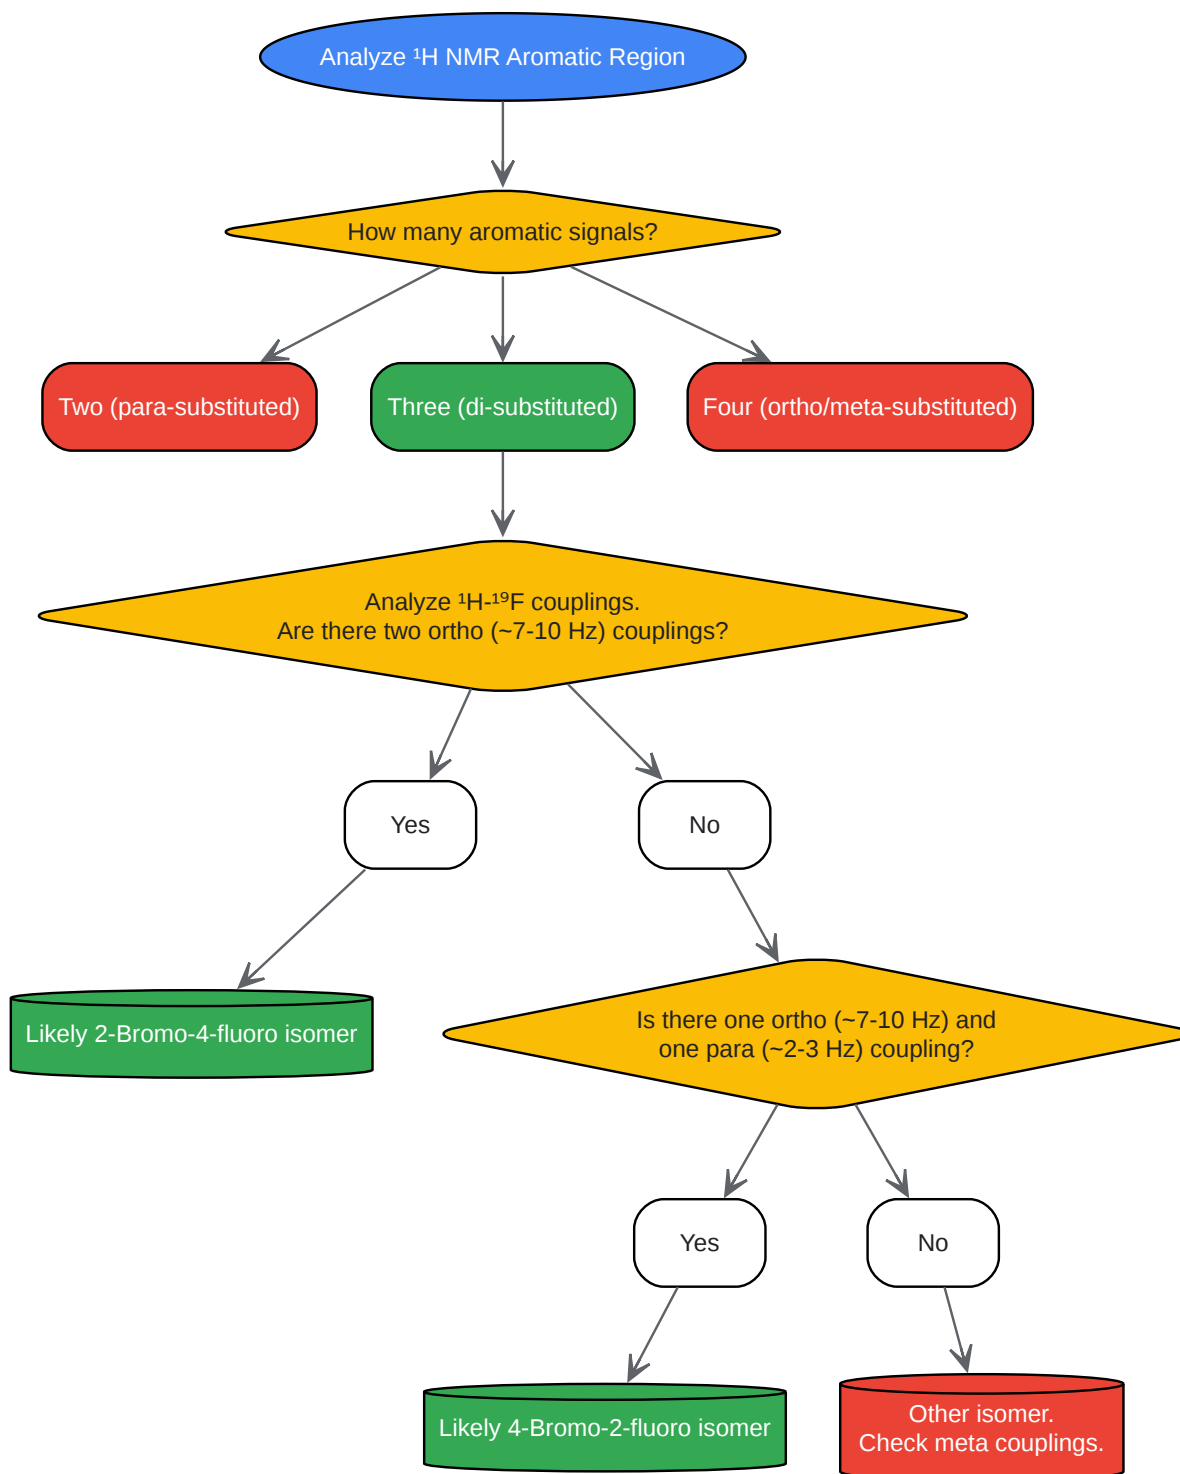 Analyze ¹H NMR Aromatic Region
How many aromatic signals?
Two (para-substituted)
Three (di-substituted)
Four (ortho/meta-substituted)
Analyze ¹H-¹⁹F couplings.
Are there two ortho (~7-10 Hz) couplings?
Yes
No
Likely 2-Bromo-4-fluoro isomer
Is there one ortho (~7-10 Hz) and
one para (~2-3 Hz) coupling?
Yes
No
Likely 4-Bromo-2-fluoro isomer
Other isomer.
Check meta couplings.